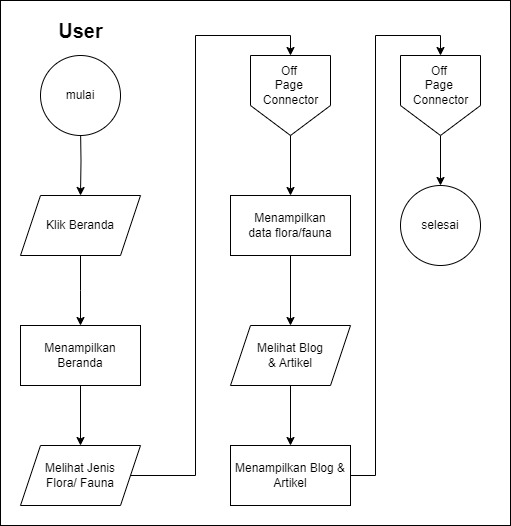 User
mulai
Klik Beranda
Menampilkan
Beranda
Melihat Jenis
Flora/ Fauna
Off
Page
Connector
Menampilkan
data flora/fauna
Melihat Blog
& Artikel
Menampilkan Blog &
Artikel
Off
Page
Connector
selesai